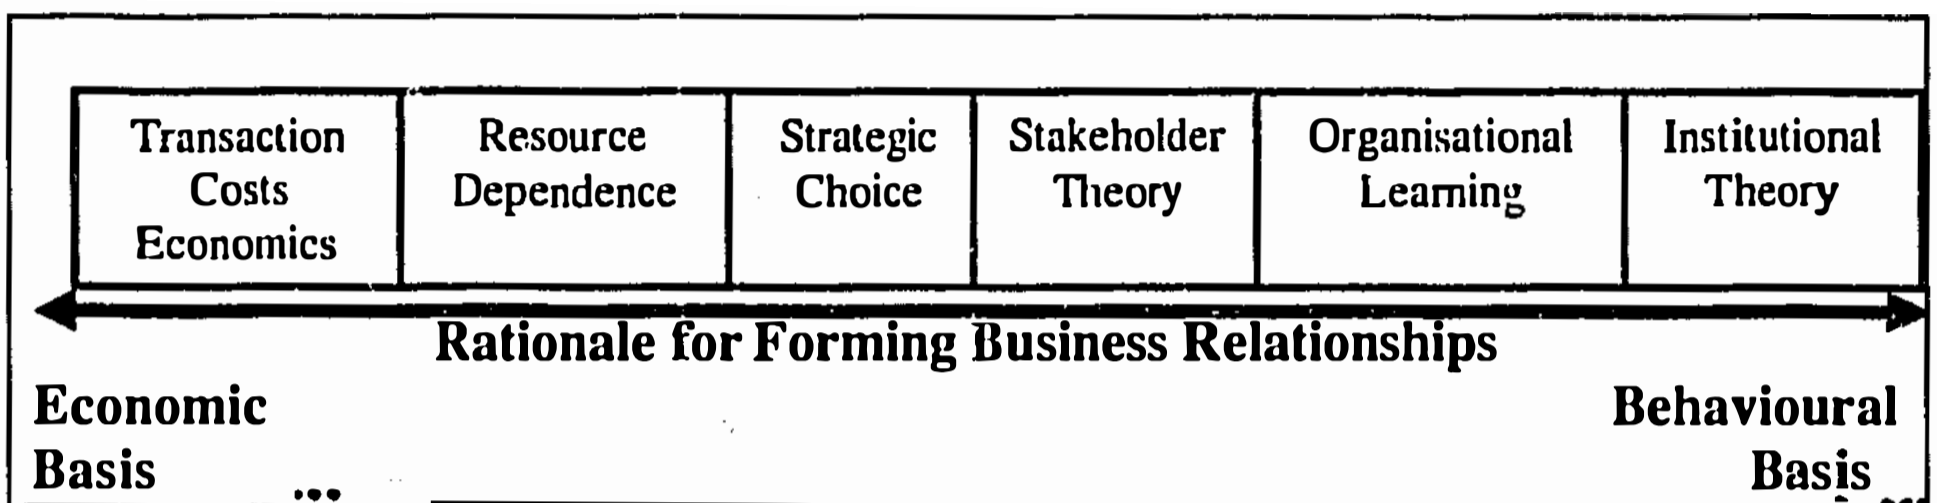 Transaction Costs Economics
Resource Dependence
Strategic Choice
Stakeholder Theory
Organisational Learning
Institutional Theory
Rationale for Forming Business Relationships
Economic Basis
Behavioural Basis